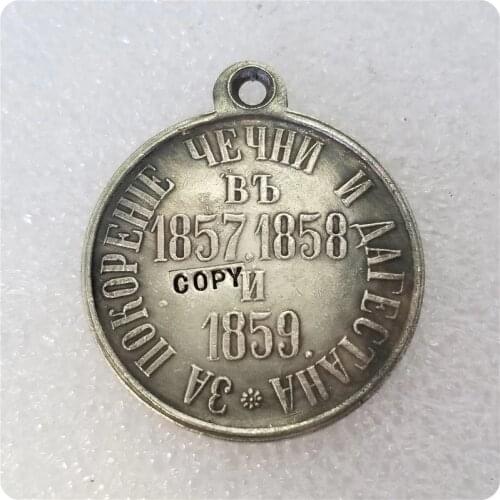 ЗА ПОКОРЕНІЕ ЧЕЧНИ И ДАГЕСТАНА
ВЪ
1857, 1858
COPY
И
1859.